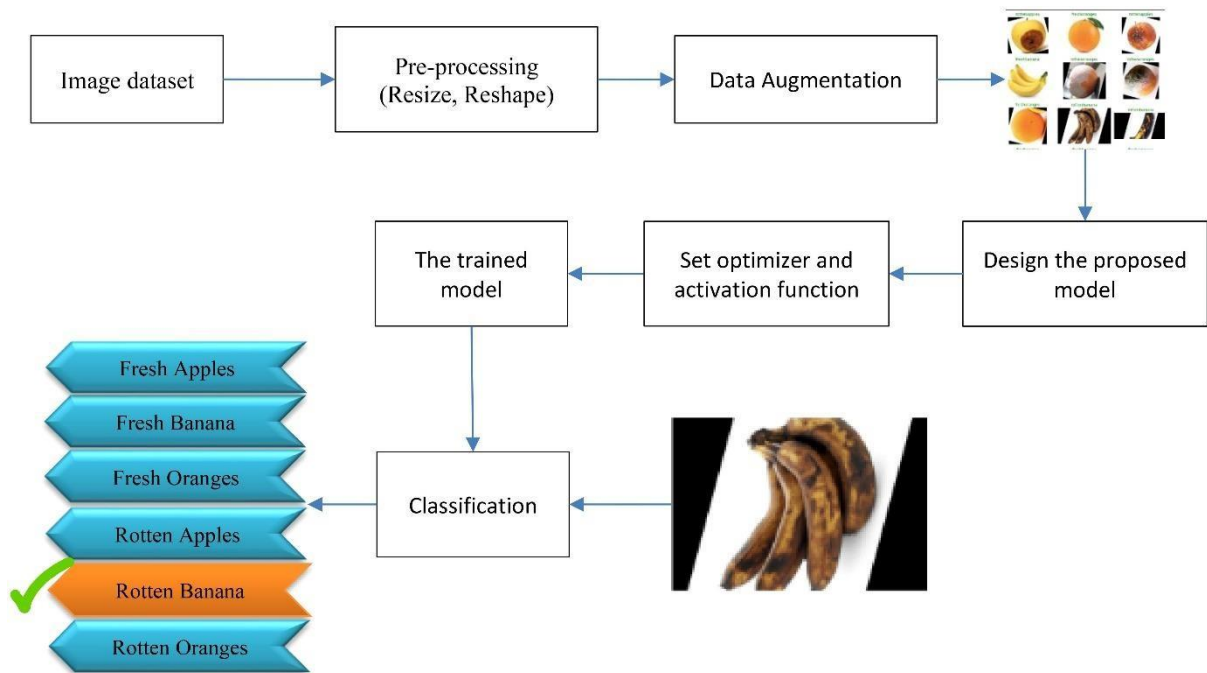 Image dataset
Pre-processing
(Resize, Reshape)
Data Augmentation
The trained
model
Set optimizer and
activation function
Design the proposed
model
Fresh Apples
Fresh Banana
Fresh Oranges
Rotten Apples
Rotten Banana
Rotten Oranges
Classification